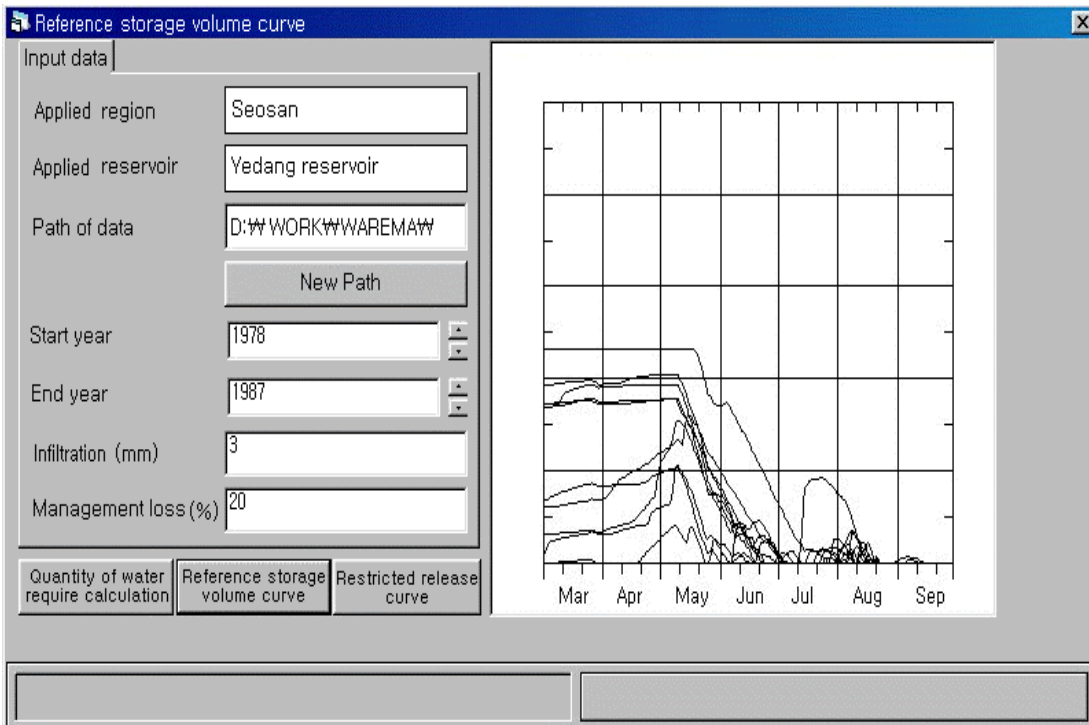 Reference storage volume curve
Input data
Applied region
Seosan
Applied reservoir
Yedang reservoir
Path of data
D:₩WORK₩WAREMA₩
New Path
Start year
1978
End year
1987
Infiltration (mm)
3
Management loss (%)
20
Quantity of water
require calculation
Reference storage
volume curve
Restricted release
curve
Mar Apr May Jun Jul Aug Sep